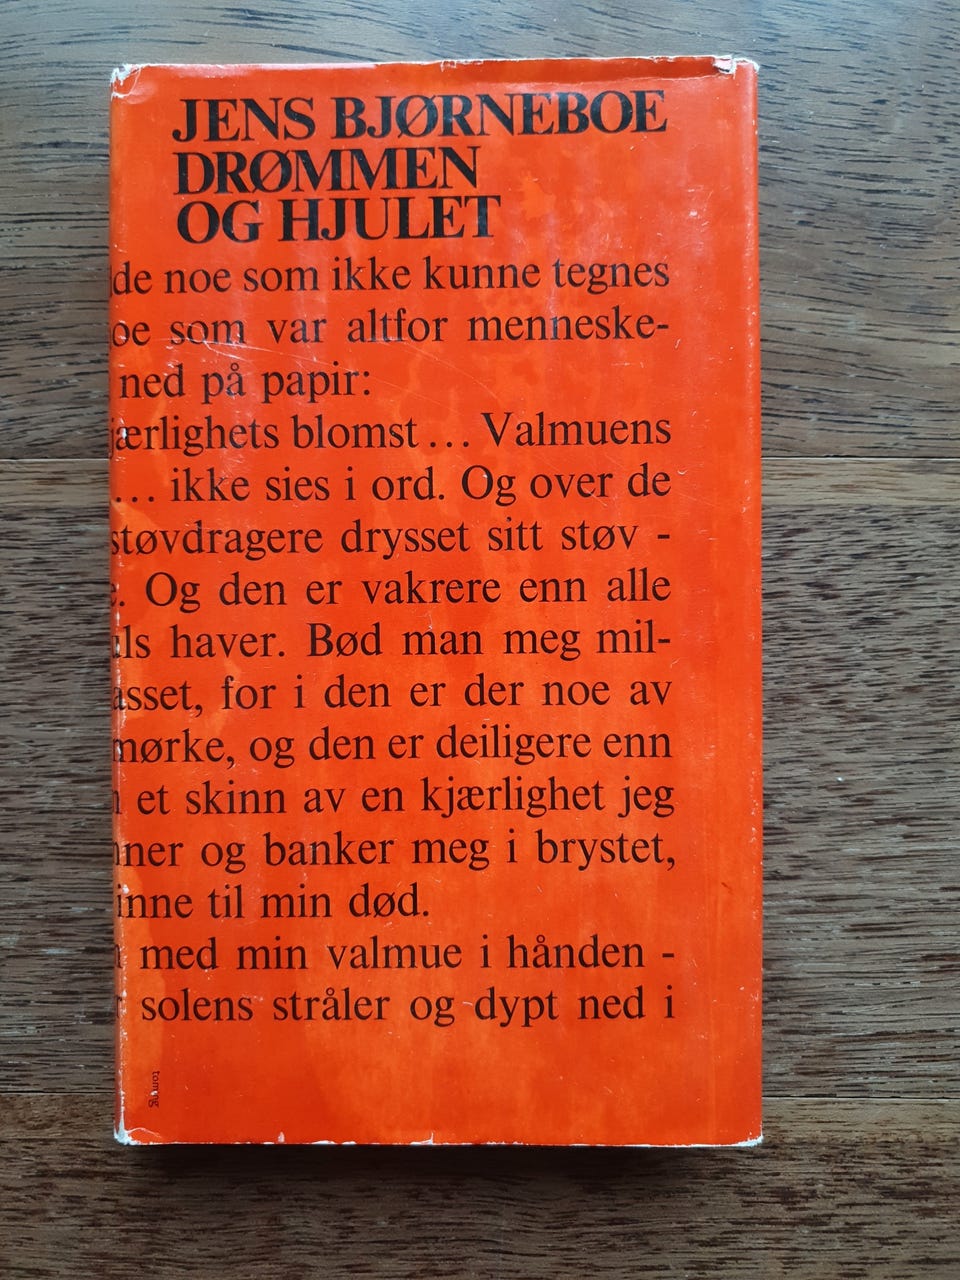 JENS BJØRNEBOE
DRØMMEN
OG HJULET
de noe som ikke kunne tegnes
oe som var altfor menneske-
ned på papir:
jærlighets blomst ... Valmuens
... ikke sies i ord. Og over de
støvdragere drysset sitt støv -
. Og den er vakrere enn alle
ls haver. Bød man meg mil-
asset, for i den er der noe av
mørke, og den er deiligere enn
et skinn av en kjærlighet jeg
ner og banker meg i brystet,
inne til min død.
med min valmue i hånden -
solens stråler og dypt ned i